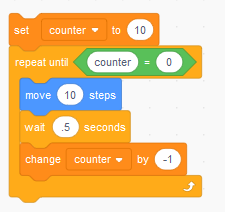 set counter to 10
repeat until counter = 0
move 10 steps
wait .5 seconds
change counter by -1